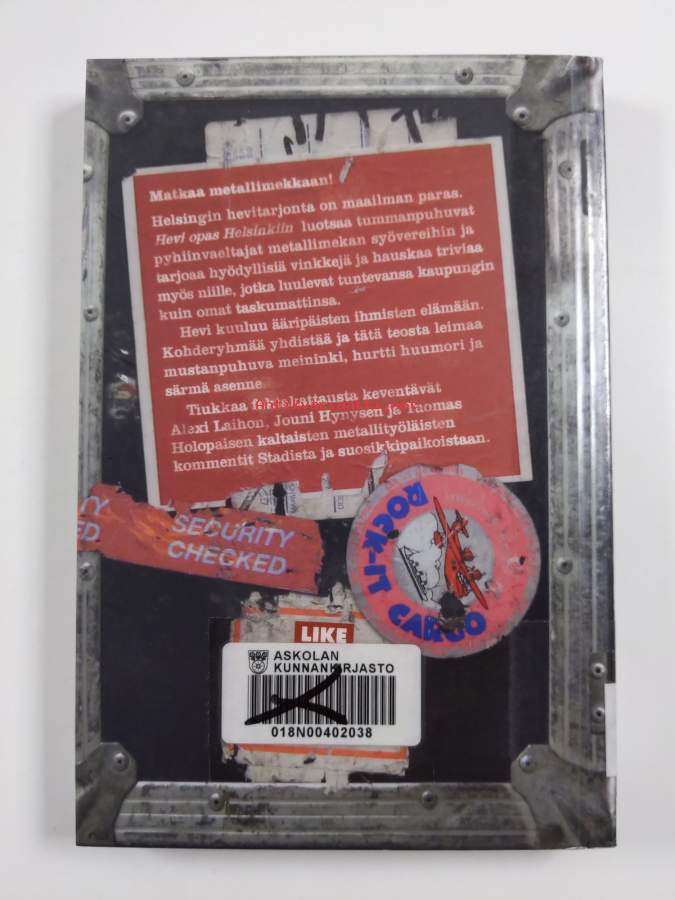 Matkaa metallimekkaan!
Helsingin hevitarjonta on maailman paras.
Hevi opas Helsinkiin luotsaa tummanpuhuvat
pyhiinvaeltajat metallimekan syövereihin ja
tarjoaa hyödyllisiä vinkkejä ja hauskaa triviaa
myös niille, jotka luulevat tuntevansa kaupungin
kuin omat taskumattinsa.
Hevi kuuluu ääripäisten ihmisten elämään.
Kohderyhmää yhdistää ja tätä teosta leimaa
mustanpuhuva meininki, hurtti huumori ja
särmä asenne.
Tiukkaa
keventävät
Alexi Laihon, Jouni Hynysen ja Tuomas
Holopaisen kaltaisten metallityöläisten
kommentit Stadista ja suosikkipaikoistaan.
TY
ED
SECURITY
CHECKED
ROCK-IT CARGO
LIKE
ASKOLAN
KUNNANKIRJASTO
018N00402038